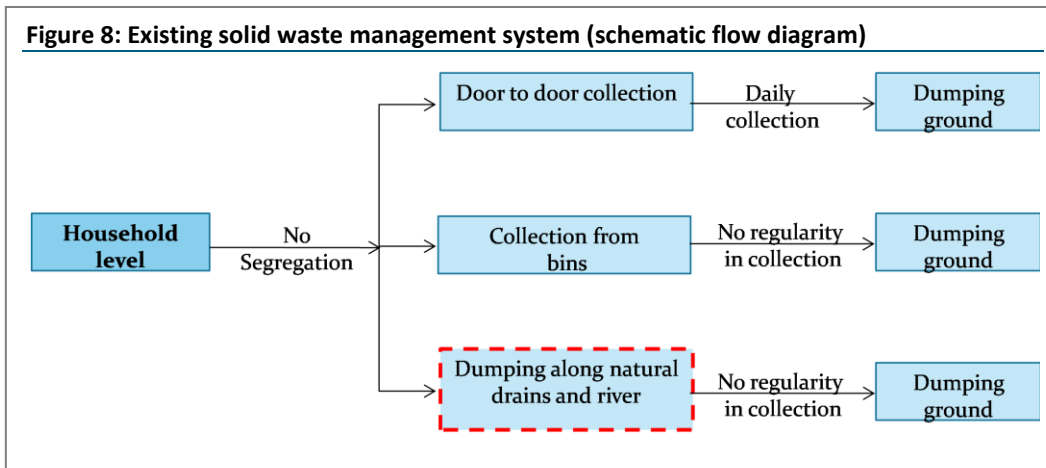 Figure 8: Existing solid waste management system (schematic flow diagram)
Door to door collection
Daily
collection
Dumping
ground
Household
level
No
Segregation
Collection from
bins
No regularity
in collection
Dumping
ground
Dumping along natural
drains and river
No regularity
in collection
Dumping
ground